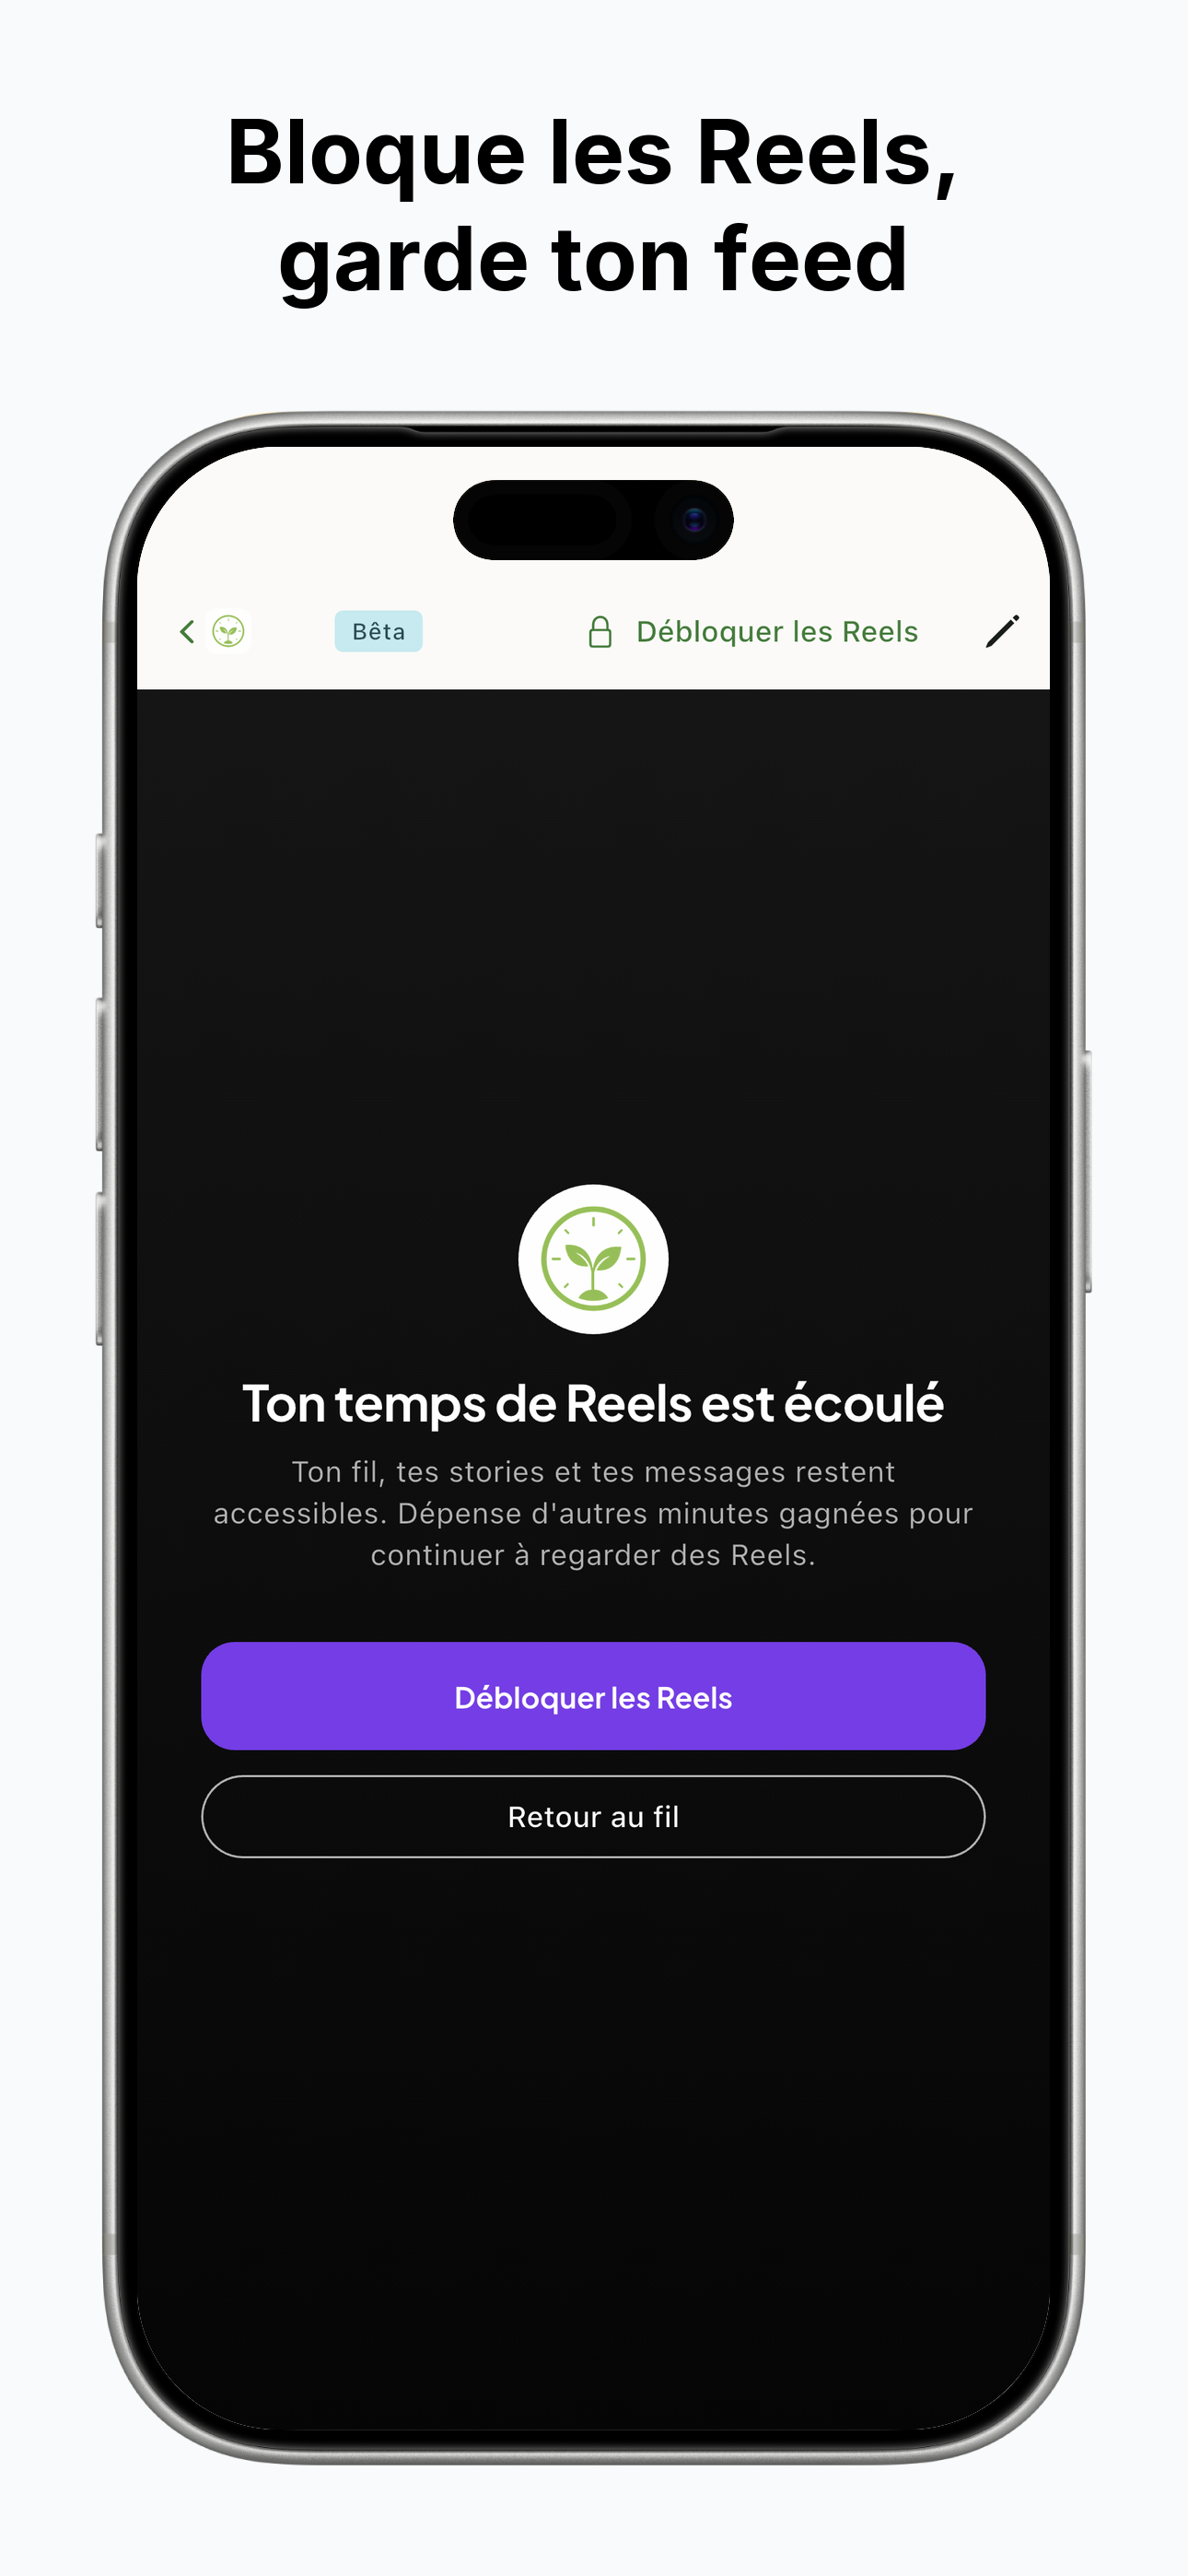 Bloque les Reels,
garde ton feed
Bêta
Débloquer les Reels
Ton temps de Reels est écoulé
Ton fil, tes stories et tes messages restent
accessibles. Dépense d'autres minutes gagnées pour
continuer à regarder des Reels.
Débloquer les Reels
Retour au fil